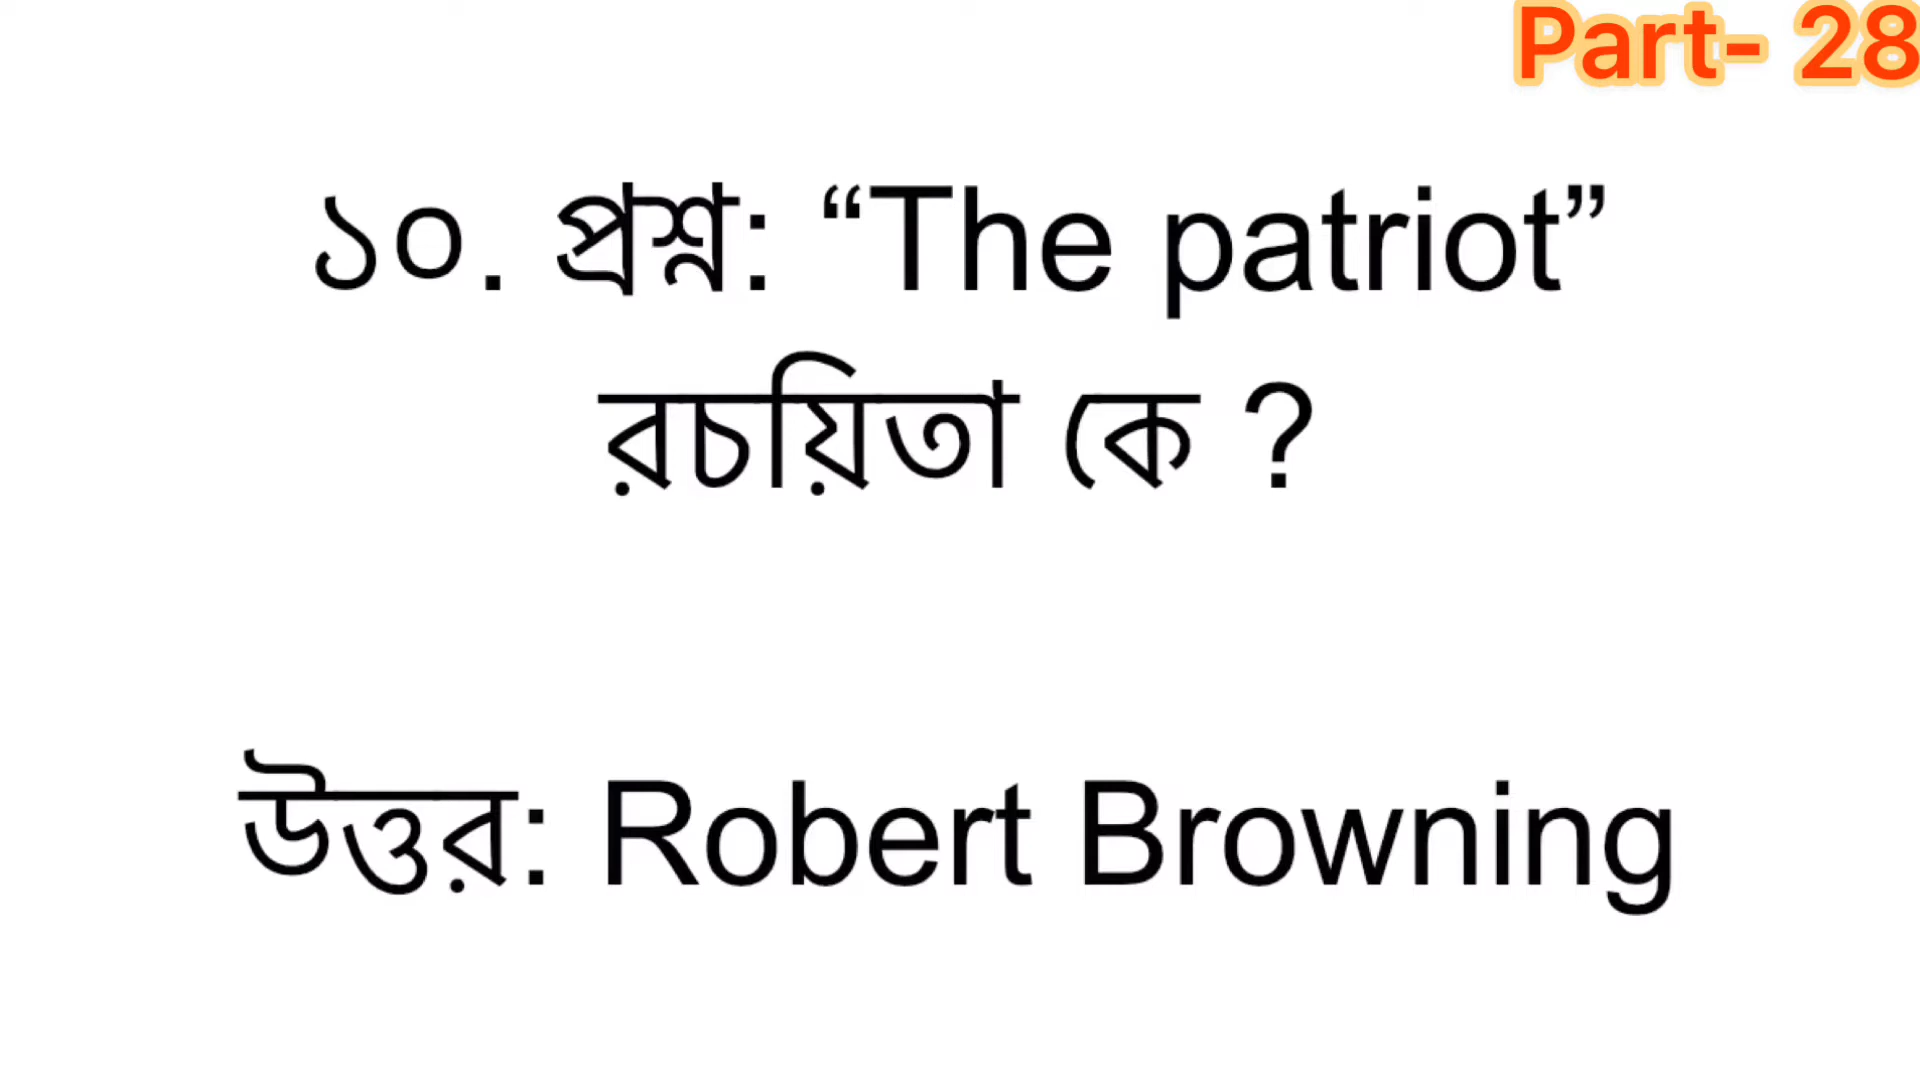 Part- 28
১০. প্রশ্ন: “The patriot”
রচয়িতা কে ?
উত্তর: Robert Browning